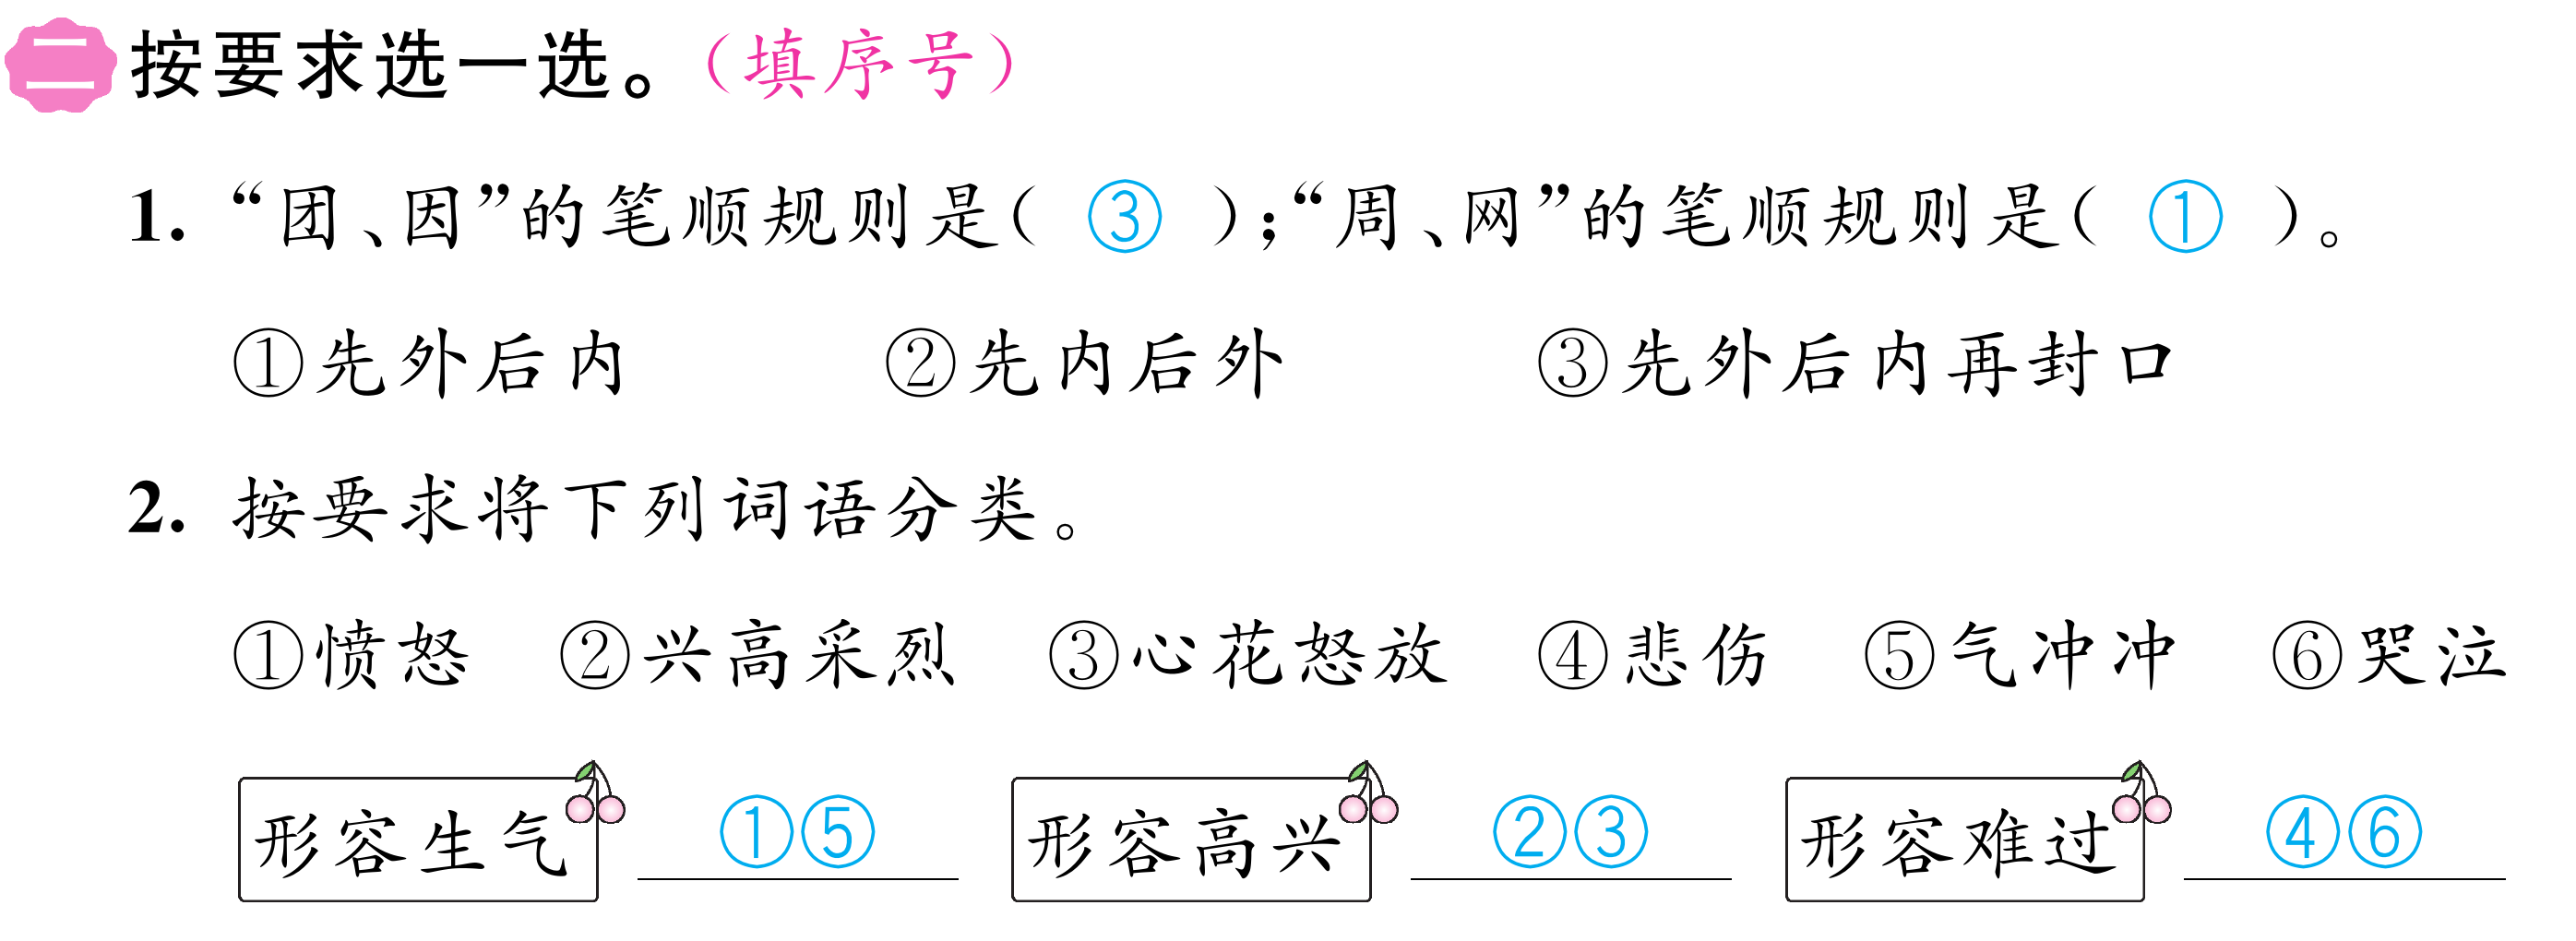 二 按要求选一选。（填序号）
1. “团、因”的笔顺规则是（ ③ ）；“周、网”的笔顺规则是（ ① ）。
①先外后内 ②先内后外 ③先外后内再封口
2. 按要求将下列词语分类。
①愤怒 ②兴高采烈 ③心花怒放 ④悲伤 ⑤气冲冲 ⑥哭泣
形容生气 ①⑤ 形容高兴 ②③ 形容难过 ④⑥